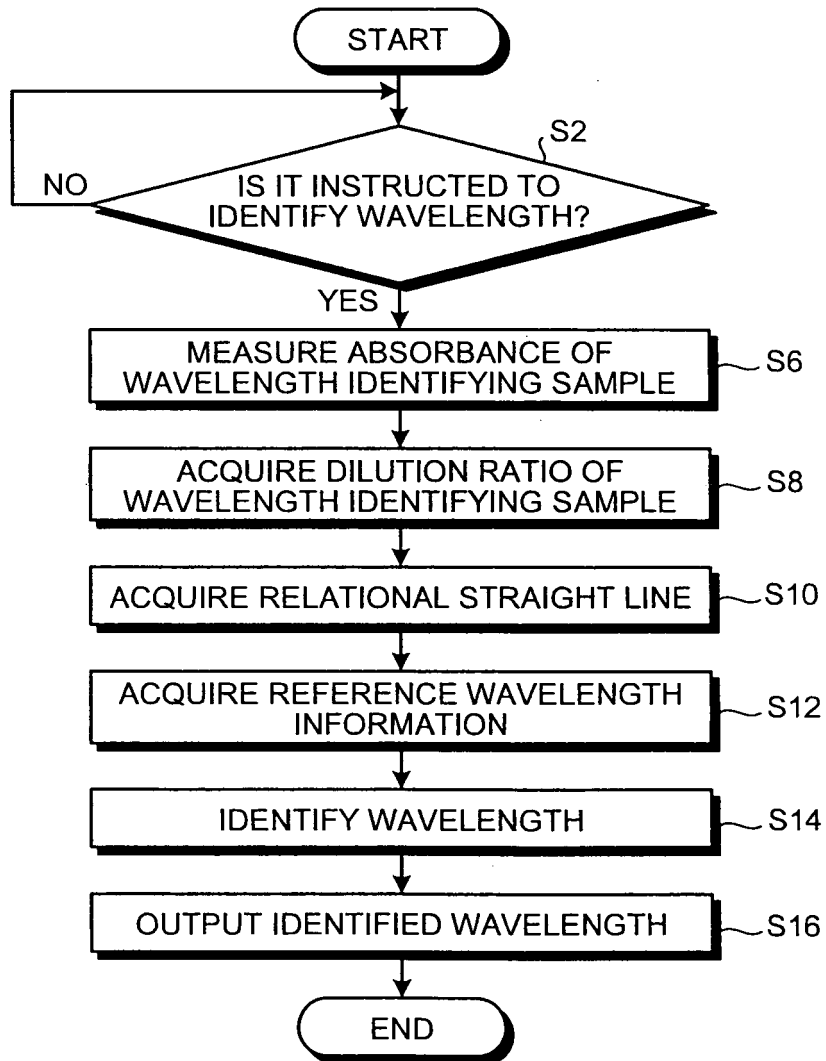 START
S2
NO
IS IT INSTRUCTED TO
IDENTIFY WAVELENGTH?
YES
MEASURE ABSORBANCE OF
WAVELENGTH IDENTIFYING SAMPLE
S6
ACQUIRE DILUTION RATIO OF
WAVELENGTH IDENTIFYING SAMPLE
S8
ACQUIRE RELATIONAL STRAIGHT LINE
S10
ACQUIRE REFERENCE WAVELENGTH
INFORMATION
S12
IDENTIFY WAVELENGTH
S14
OUTPUT IDENTIFIED WAVELENGTH
S16
END